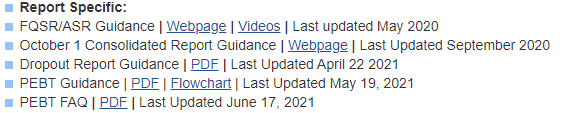 Report Specific:
FQSR/ASR Guidance | Webpage | Videos | Last updated May 2020
October 1 Consolidated Report Guidance | Webpage | Last Updated September 2020
Dropout Report Guidance | PDF | Last Updated April 22 2021
PEBT Guidance | PDF | Flowchart | Last Updated May 19, 2021
PEBT FAQ | PDF | Last Updated June 17, 2021